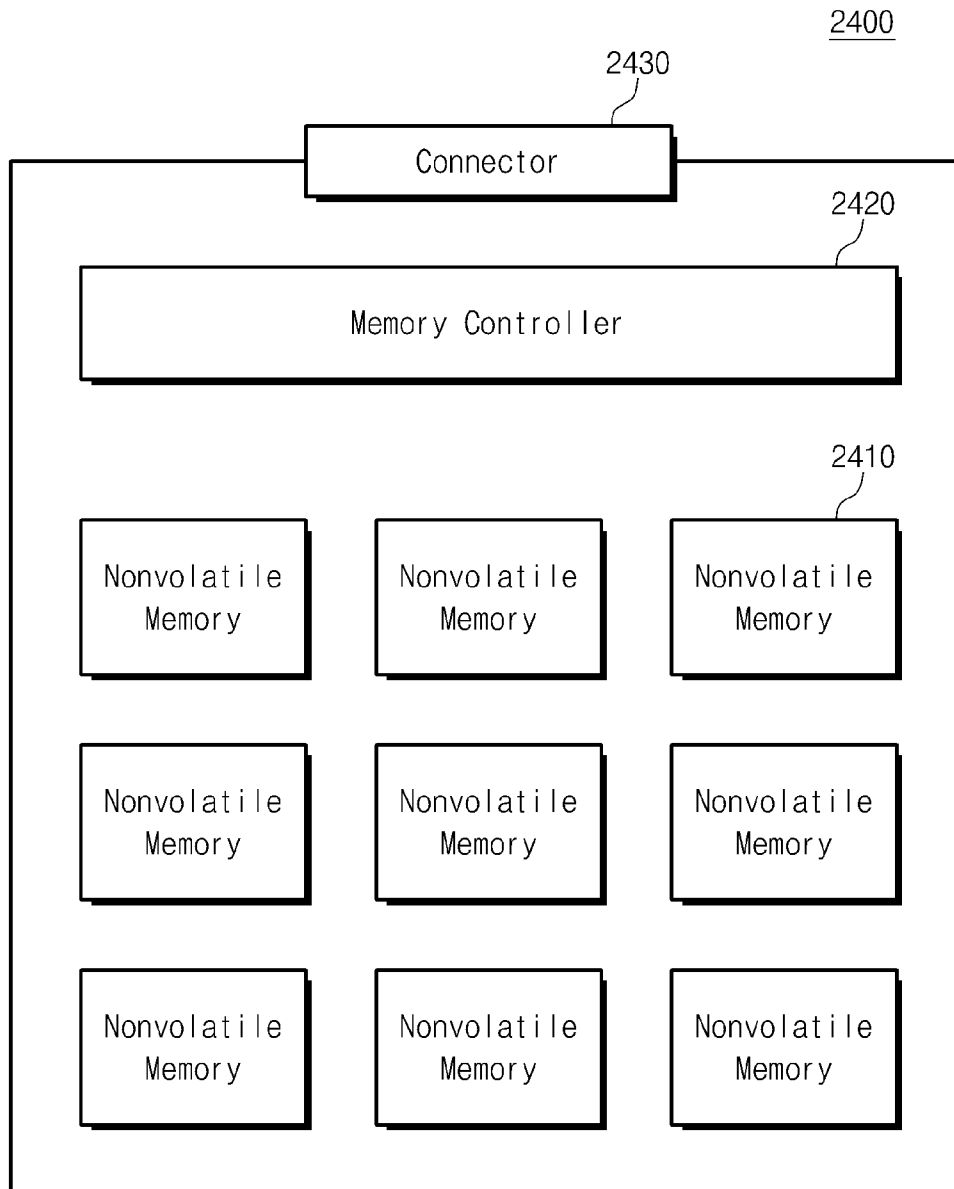 2400
2430
Connector
2420
Memory Controller
2410
Nonvolatile
Memory
Nonvolatile
Memory
Nonvolatile
Memory
Nonvolatile
Memory
Nonvolatile
Memory
Nonvolatile
Memory
Nonvolatile
Memory
Nonvolatile
Memory
Nonvolatile
Memory